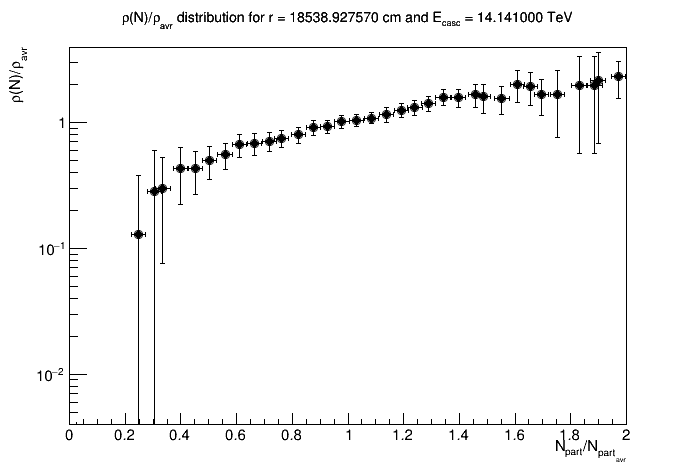 ρ(N)/ρavr distribution for r = 18538.927570 cm and Ecasc = 14.141000 TeV
ρ(N)/ρavr
1
10−1
10−2
0 0.2 0.4 0.6 0.8 1 1.2 1.4 1.6 1.8 2
Npart/Npartavr